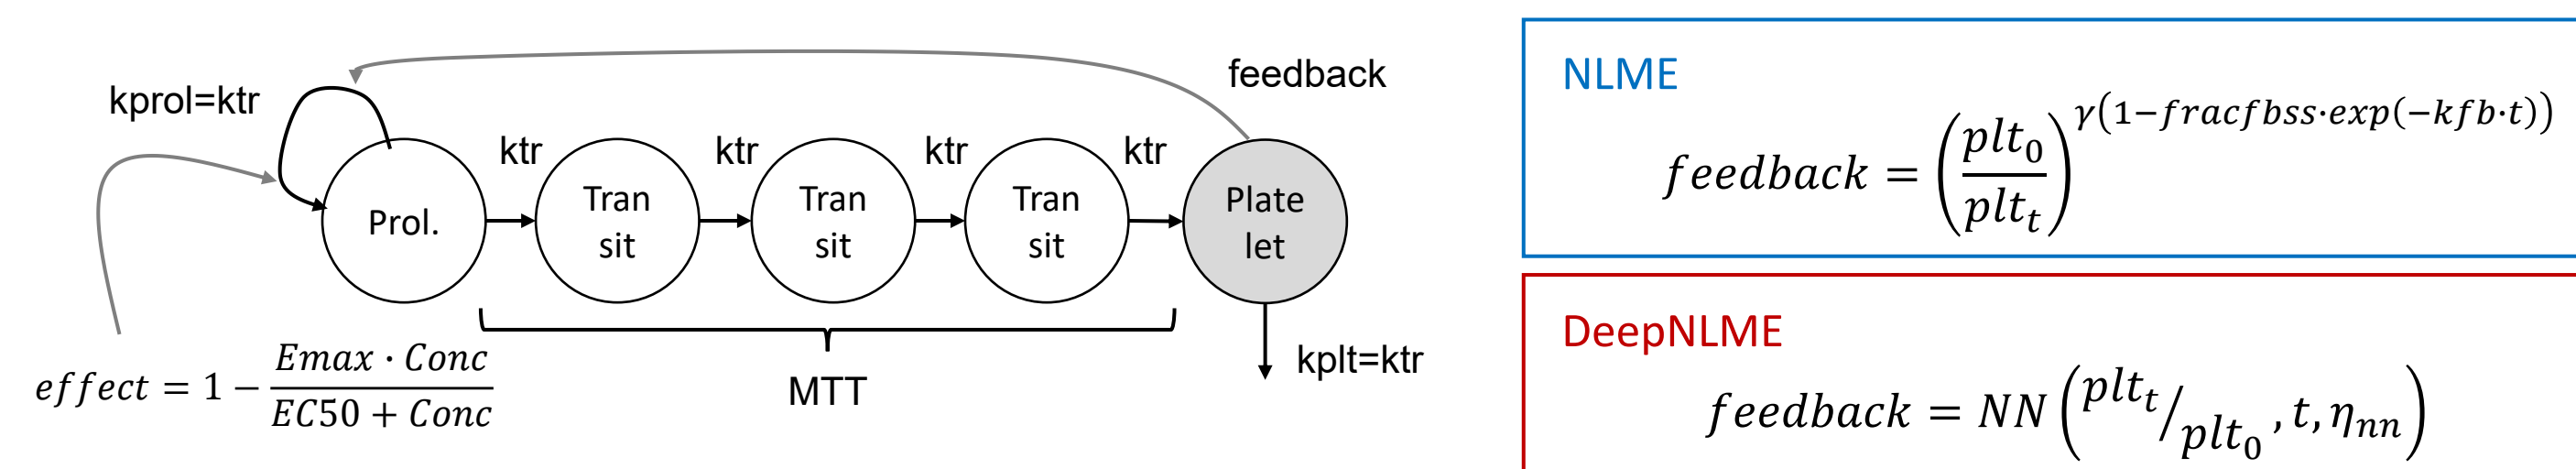 kprol=ktr
feedback
ktr
ktr
ktr
ktr
Prol.
Tran
sit
Tran
sit
Tran
sit
Plate
let
MTT
kplt=ktr
effect = 1 − Emax · Conc / EC50 + Conc
NLME
feedback = (plt₀ / pltₜ)^γ(1−fracfbss·exp(−kfb·t))
DeepNLME
feedback = NN(pltₜ/plt₀, t, ηₙₙ)